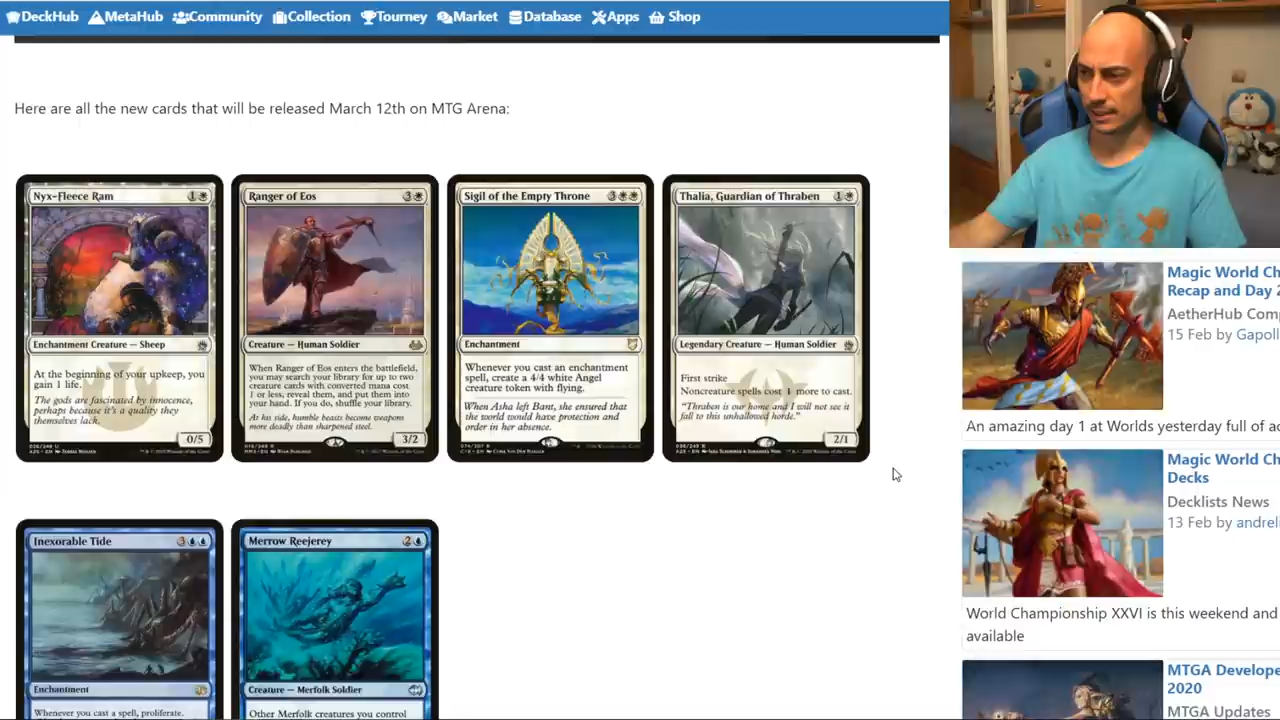 DeckHub MetaHub Community Collection Tourney Market Database Apps Shop
Here are all the new cards that will be released March 12th on MTG Arena:
Nyx-Fleece Ram 1
Enchantment Creature — Sheep
At the beginning of your upkeep, you
gain 1 life.
The gods are fascinated by innocence,
perhaps because it's a quality they
themselves lack.
0/5
Ranger of Eos 3
Creature — Human Soldier
When Ranger of Eos enters the battlefield,
you may search your library for up to two
creature cards with converted mana cost
1 or less, reveal them, and put them into
your hand. If you do, shuffle your library.
At his side, humble beasts become weapons
more deadly than sharpened steel.
3/2
Sigil of the Empty Throne 3
Enchantment
Whenever you cast an enchantment
spell, create a 4/4 white Angel
creature token with flying.
When Asha left Bant, she ensured that
the world would have protection and
order in her absence.
Thalia, Guardian of Thraben 1
Legendary Creature — Human Soldier
First strike
Noncreature spells cost 1 more to cast.
"Thraben is our home and I will not see it
fall to this unhallowed horde."
2/1
Inexorable Tide 3
Enchantment
Whenever you cast a spell, proliferate.
Merrow Reejerey 2
Creature — Merfolk Soldier
Other Merfolk creatures you control
Magic World Ch
Recap and Day 2
AetherHub Comp
15 Feb by Gapoll
An amazing day 1 at Worlds yesterday full of ac
Magic World Ch
Decks
Decklists News
13 Feb by andreli
World Championship XXVI is this weekend and
available
MTGA Develope
2020
MTGA Updates